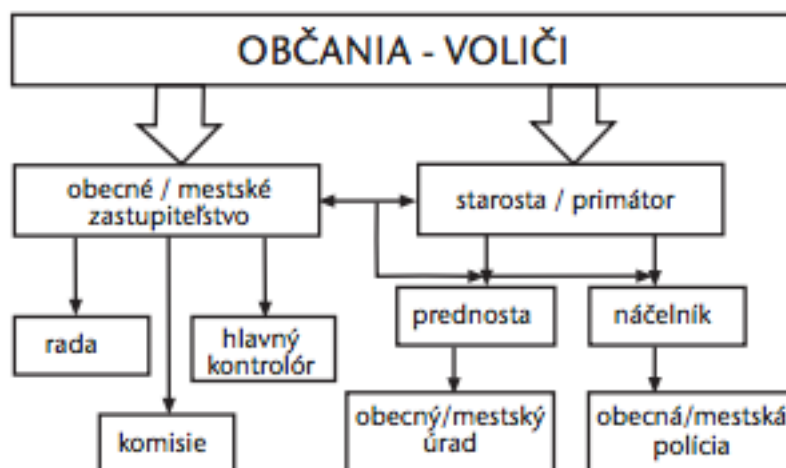 OBČANIA - VOLIČI
obecné / mestské
zastupiteľstvo
starosta / primátor
rada
hlavný
kontrolór
prednosta
náčelník
komisie
obecný/mestský
úrad
obecná/mestská
polícia